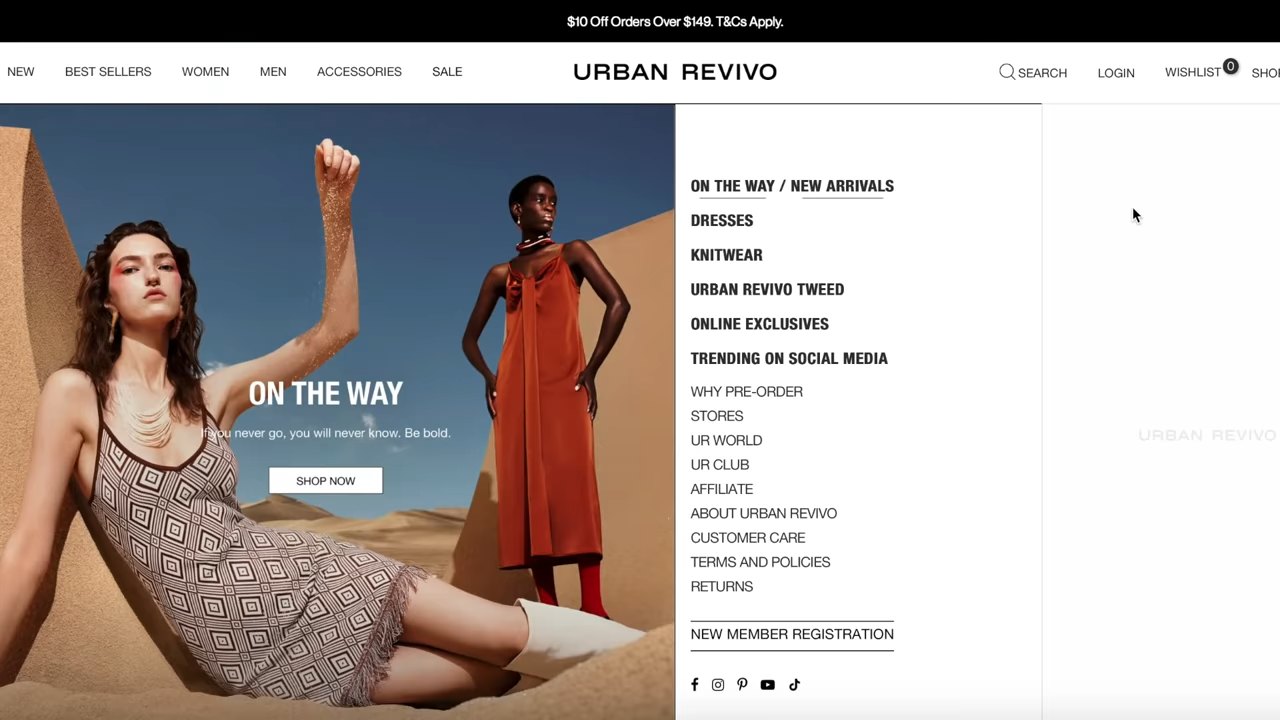 $10 Off Orders Over $149. T&Cs Apply.
NEW BEST SELLERS WOMEN MEN ACCESSORIES SALE URBAN REVIVO SEARCH LOGIN WISHLIST 0 SHO
ON THE WAY
If you never go, you will never know. Be bold.
SHOP NOW
ON THE WAY / NEW ARRIVALS
DRESSES
KNITWEAR
URBAN REVIVO TWEED
ONLINE EXCLUSIVES
TRENDING ON SOCIAL MEDIA
WHY PRE-ORDER
STORES
UR WORLD
UR CLUB
AFFILIATE
ABOUT URBAN REVIVO
CUSTOMER CARE
TERMS AND POLICIES
RETURNS
NEW MEMBER REGISTRATION
URBAN REVIVO